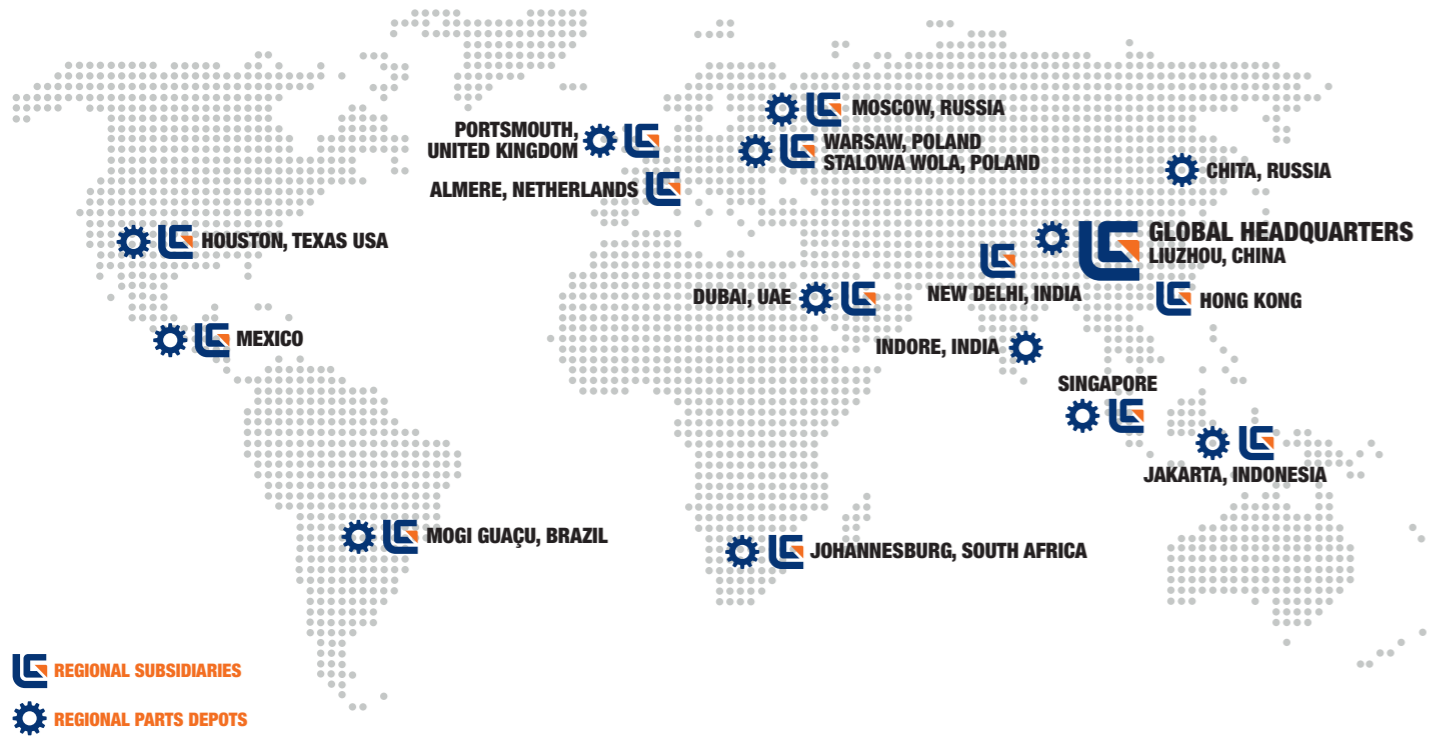 MOSCOW, RUSSIA
PORTSMOUTH,
UNITED KINGDOM
WARSAW, POLAND
STALOWA WOLA, POLAND
CHITA, RUSSIA
ALMERE, NETHERLANDS
HOUSTON, TEXAS USA
GLOBAL HEADQUARTERS
LIUZHOU, CHINA
DUBAI, UAE
NEW DELHI, INDIA
HONG KONG
MEXICO
INDORE, INDIA
SINGAPORE
JAKARTA, INDONESIA
MOGI GUAÇU, BRAZIL
JOHANNESBURG, SOUTH AFRICA
REGIONAL SUBSIDIARIES
REGIONAL PARTS DEPOTS